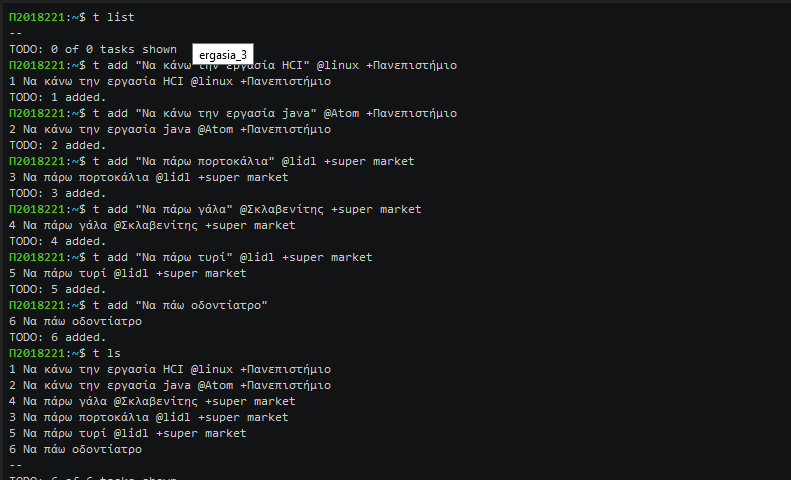 Π2018221:~$ t list
--
TODO: 0 of 0 tasks shown
ergasia_3
Π2018221:~$ t add "Να κάνω την εργασία HCI" @linux +Πανεπιστήμιο
1 Να κάνω την εργασία HCI @linux +Πανεπιστήμιο
TODO: 1 added.
Π2018221:~$ t add "Να κάνω την εργασία java" @Atom +Πανεπιστήμιο
2 Να κάνω την εργασία java @Atom +Πανεπιστήμιο
TODO: 2 added.
Π2018221:~$ t add "Να πάρω πορτοκάλια" @lidl +super market
3 Να πάρω πορτοκάλια @lidl +super market
TODO: 3 added.
Π2018221:~$ t add "Να πάρω γάλα" @Σκλαβενίτης +super market
4 Να πάρω γάλα @Σκλαβενίτης +super market
TODO: 4 added.
Π2018221:~$ t add "Να πάρω τυρί" @lidl +super market
5 Να πάρω τυρί @lidl +super market
TODO: 5 added.
Π2018221:~$ t add "Να πάω οδοντίατρο"
6 Να πάω οδοντίατρο
TODO: 6 added.
Π2018221:~$ t ls
1 Να κάνω την εργασία HCI @linux +Πανεπιστήμιο
2 Να κάνω την εργασία java @Atom +Πανεπιστήμιο
4 Να πάρω γάλα @Σκλαβενίτης +super market
3 Να πάρω πορτοκάλια @lidl +super market
5 Να πάρω τυρί @lidl +super market
6 Να πάω οδοντίατρο
--
TODO: 6 of 6 tasks shown